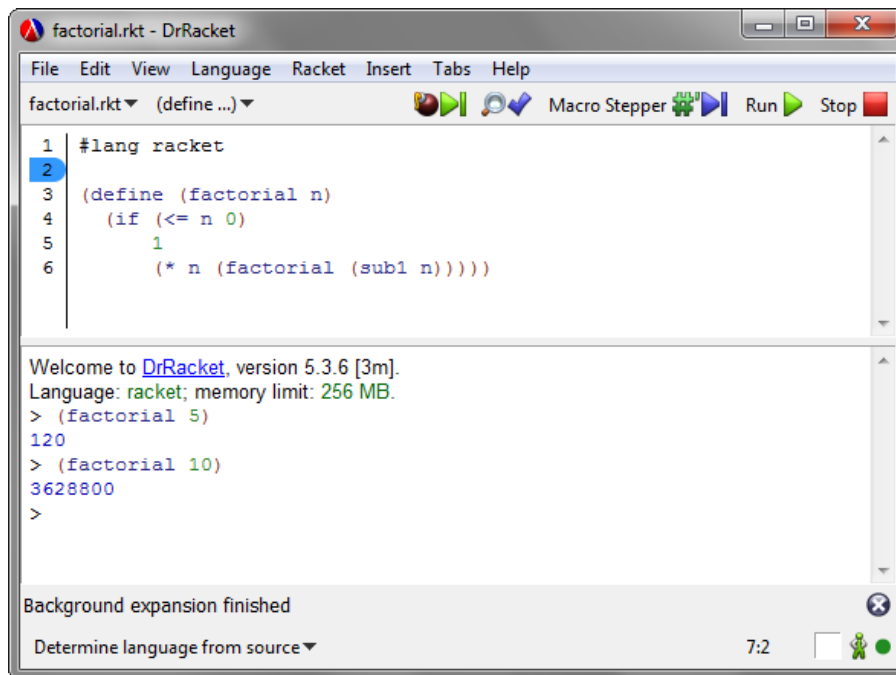 factorial.rkt - DrRacket
File Edit View Language Racket Insert Tabs Help
factorial.rkt (define ...) Macro Stepper Run Stop
1 #lang racket
2
3 (define (factorial n)
4   (if (<= n 0)
5       1
6       (* n (factorial (sub1 n)))))
Welcome to DrRacket, version 5.3.6 [3m].
Language: racket; memory limit: 256 MB.
> (factorial 5)
120
> (factorial 10)
3628800
>
Background expansion finished
Determine language from source 7:2